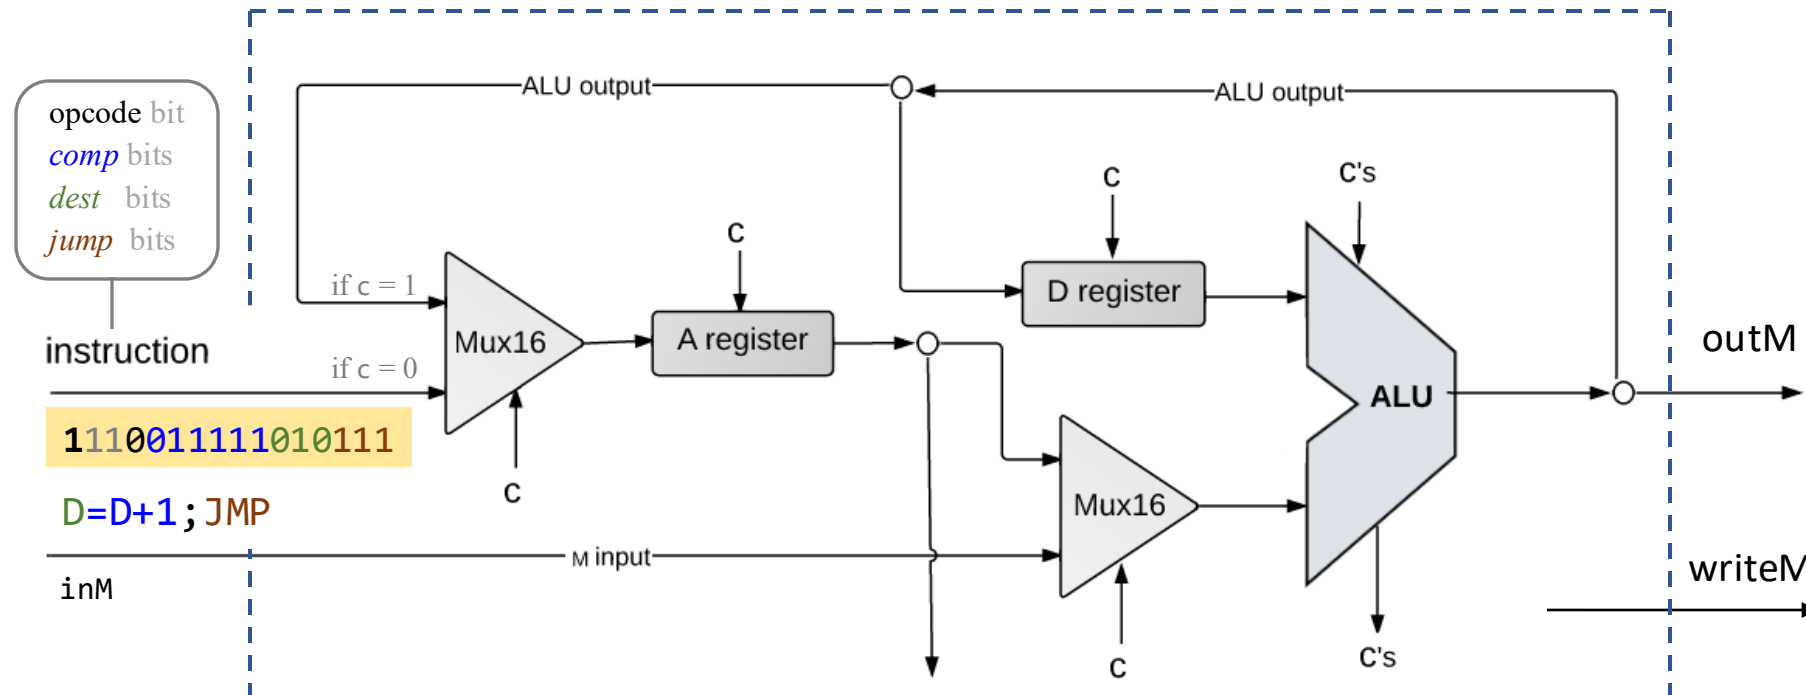 ALU output
ALU output
opcode bit
comp bits
dest bits
jump bits
c
c's
c
if c = 1
D register
Mux16
A register
instruction
if c = 0
outM
ALU
1110011111010111
c
Mux16
D=D+1;JMP
M input
inM
writeM
c
c's